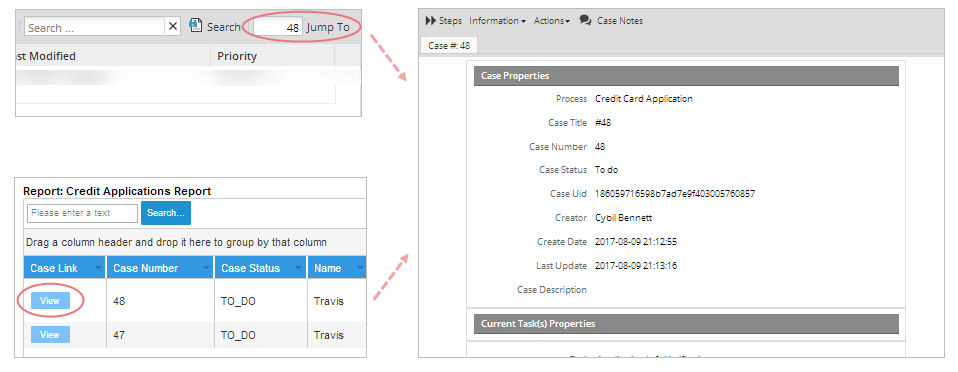 Search ... Search 48 Jump To
st Modified Priority
Report: Credit Applications Report
Please enter a text Search...
Drag a column header and drop it here to group by that column
Case Link Case Number Case Status Name
View 48 TO_DO Travis
View 47 TO_DO Travis
Steps Information Actions Case Notes
Case #: 48
Case Properties
Process Credit Card Application
Case Title #48
Case Number 48
Case Status To do
Case Uid 186059716598b7ad7e9f403005760857
Creator Cybil Bennett
Create Date 2017-08-09 21:12:55
Last Update 2017-08-09 21:13:16
Case Description
Current Task(s) Properties